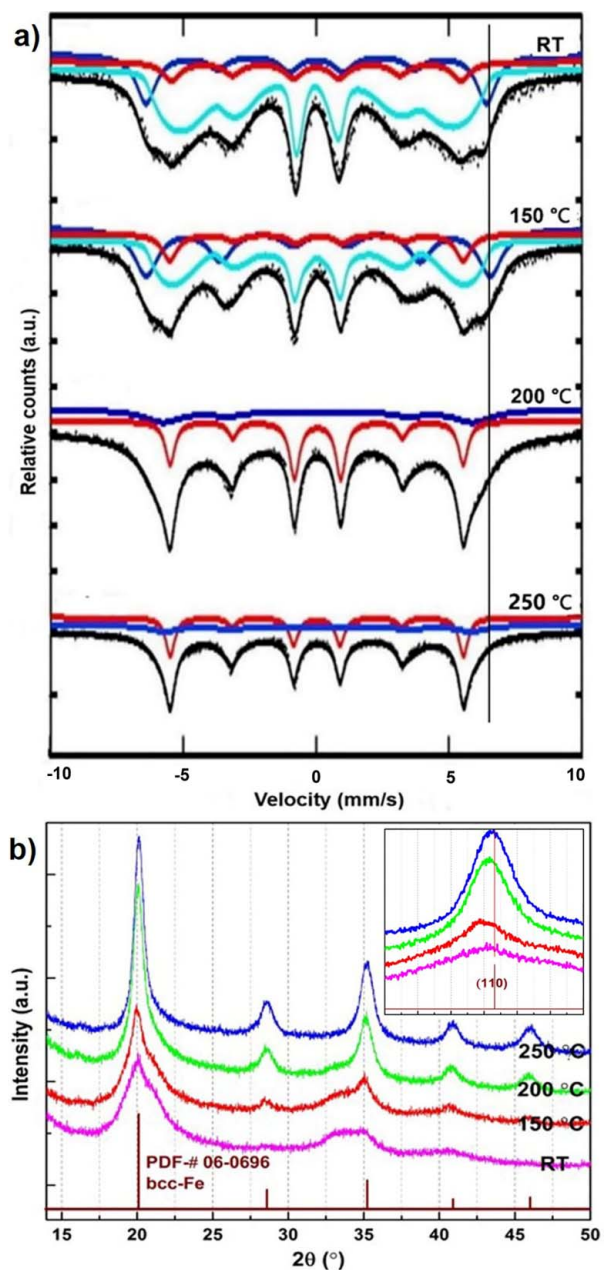 a)
RT
150 °C
200 °C
250 °C
Relative counts (a.u.)
-10 -5 0 5 10
Velocity (mm/s)
b)
(110)
250 °C
200 °C
150 °C
RT
PDF-# 06-0696
bcc-Fe
Intensity (a.u.)
15 20 25 30 35 40 45 50
2θ (°)